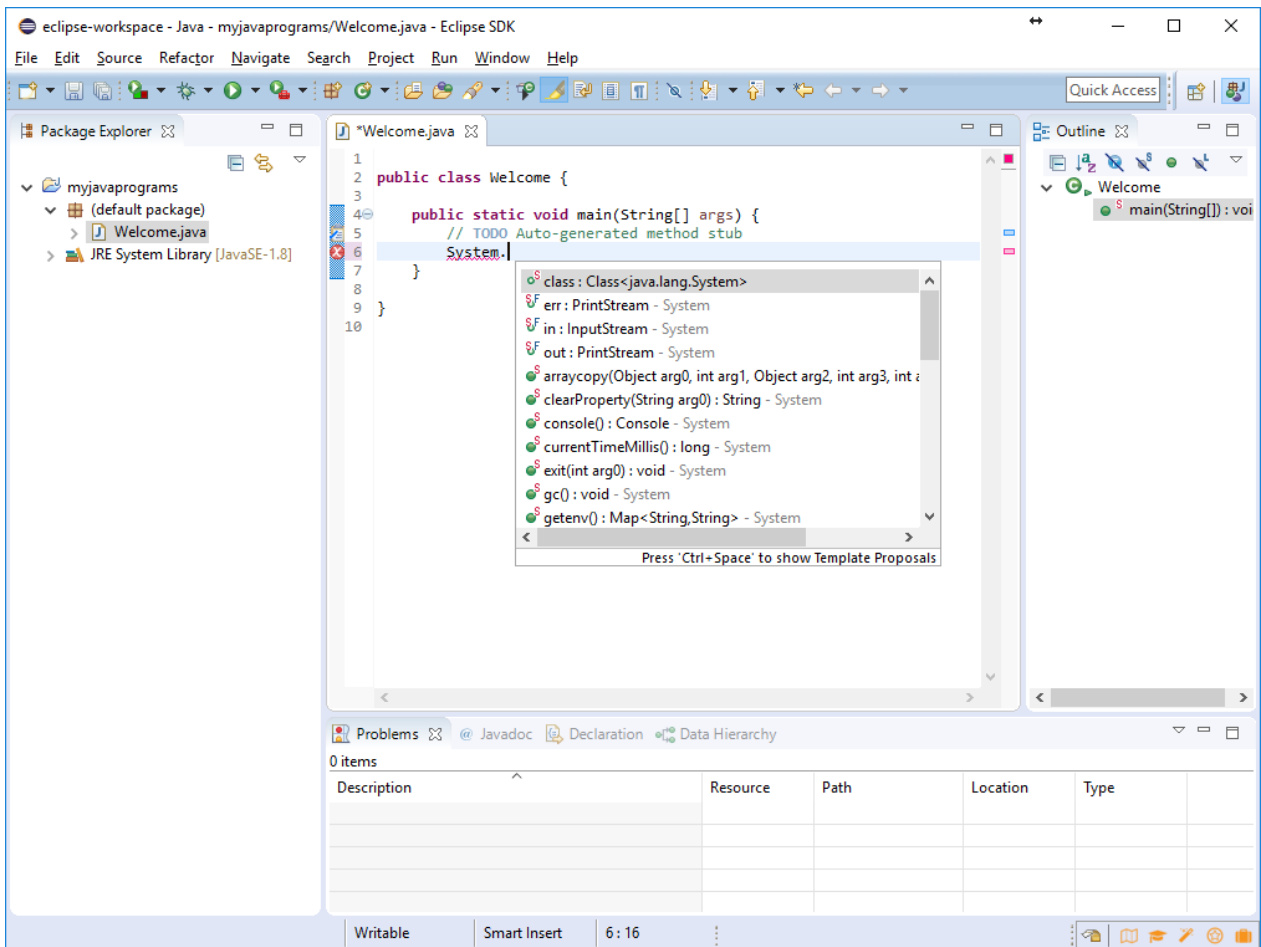 eclipse-workspace - Java - myjavaprograms/Welcome.java - Eclipse SDK
File Edit Source Refactor Navigate Search Project Run Window Help
Quick Access
Package Explorer
myjavaprograms
(default package)
Welcome.java
JRE System Library [JavaSE-1.8]
*Welcome.java
1
2 public class Welcome {
3
4 public static void main(String[] args) {
5 // TODO Auto-generated method stub
6 System.
7 }
8
9 }
10
class : Class<java.lang.System>
err : PrintStream - System
in : InputStream - System
out : PrintStream - System
arraycopy(Object arg0, int arg1, Object arg2, int arg3, int a
clearProperty(String arg0) : String - System
console() : Console - System
currentTimeMillis() : long - System
exit(int arg0) : void - System
gc() : void - System
getenv() : Map<String,String> - System
Press 'Ctrl+Space' to show Template Proposals
Outline
Welcome
main(String[]) : voi
Problems @ Javadoc Declaration Data Hierarchy
0 items
Description Resource Path Location Type
Writable Smart Insert 6 : 16